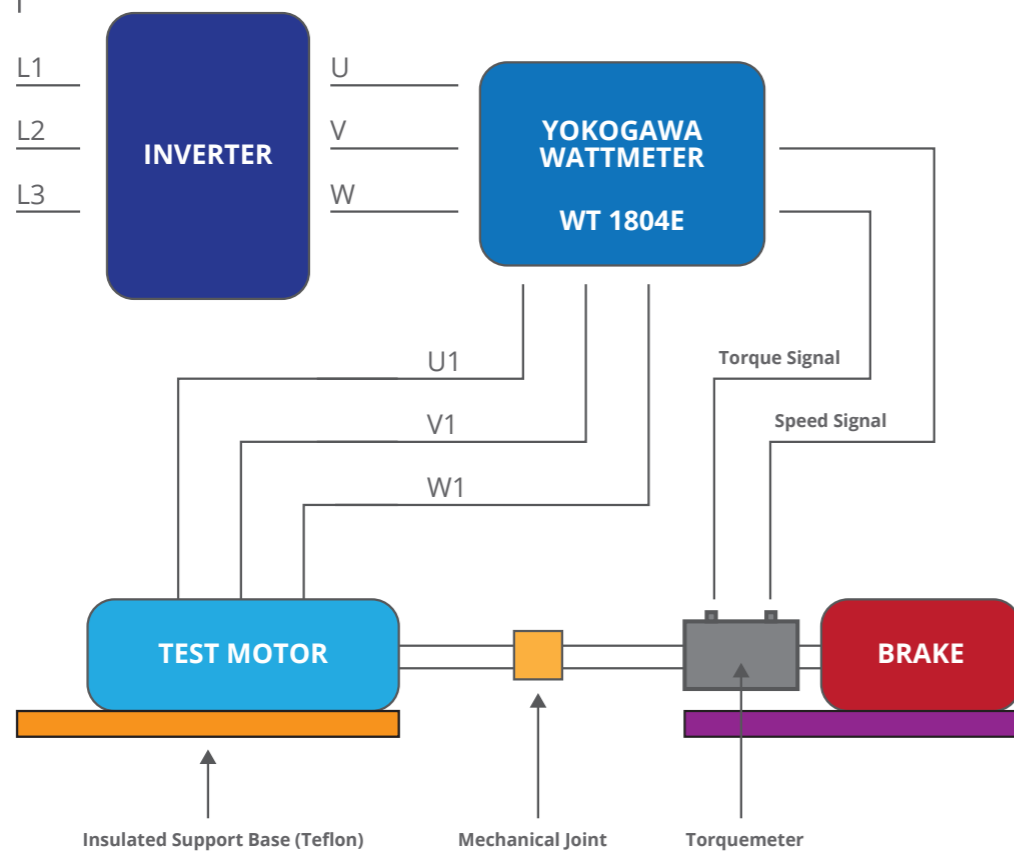 L1
L2
L3
INVERTER
U
V
W
YOKOGAWA
WATTMETER
WT 1804E
U1
V1
W1
Torque Signal
Speed Signal
TEST MOTOR
BRAKE
Insulated Support Base (Teflon)
Mechanical Joint
Torquemeter